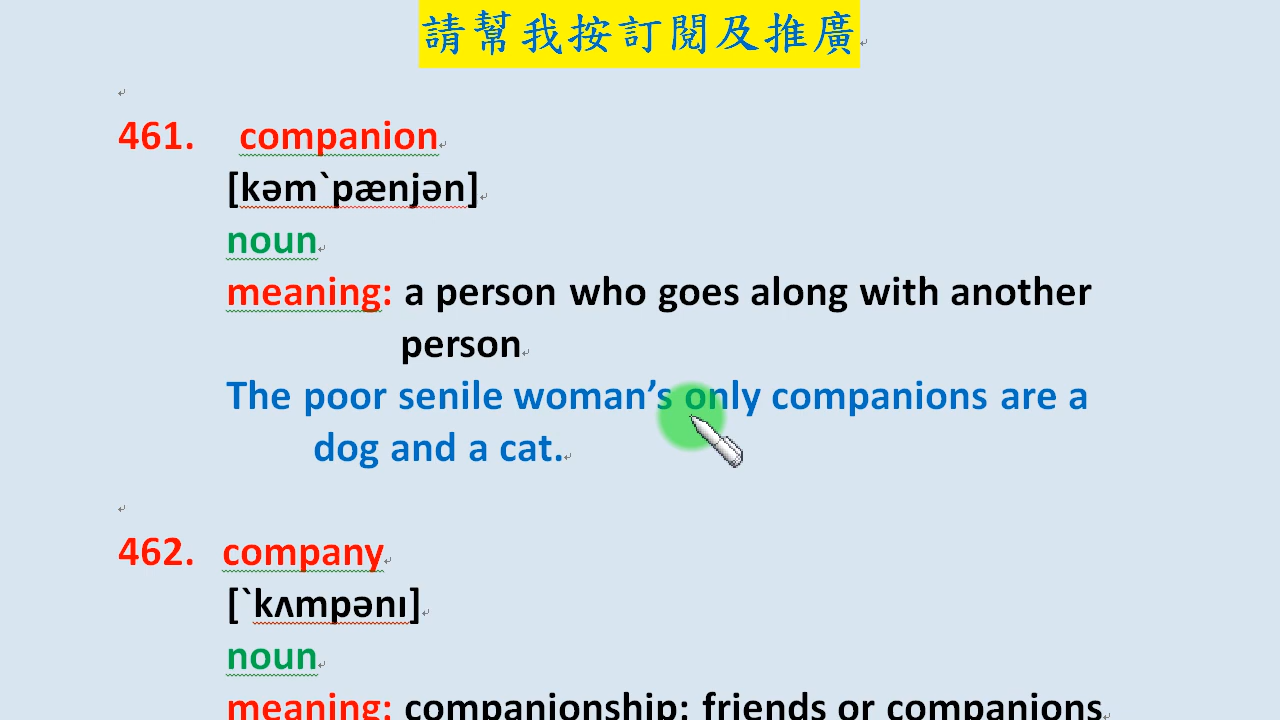 請幫我按訂閱及推廣
461. companion
[kəm`pænjən]
noun
meaning: a person who goes along with another
person
The poor senile woman’s only companions are a
dog and a cat.
462. company
[`kʌmpənɪ]
noun
meaning: companionship; friends or companions